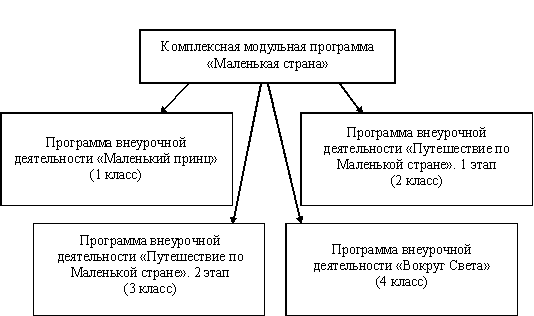 Комплексная модульная программа
«Маленькая страна»
Программа внеурочной
деятельности «Маленький принц»
(1 класс)
Программа внеурочной
деятельности «Путешествие по
Маленькой стране». 1 этап
(2 класс)
Программа внеурочной
деятельности «Путешествие по
Маленькой стране». 2 этап
(3 класс)
Программа внеурочной
деятельности «Вокруг Света»
(4 класс)